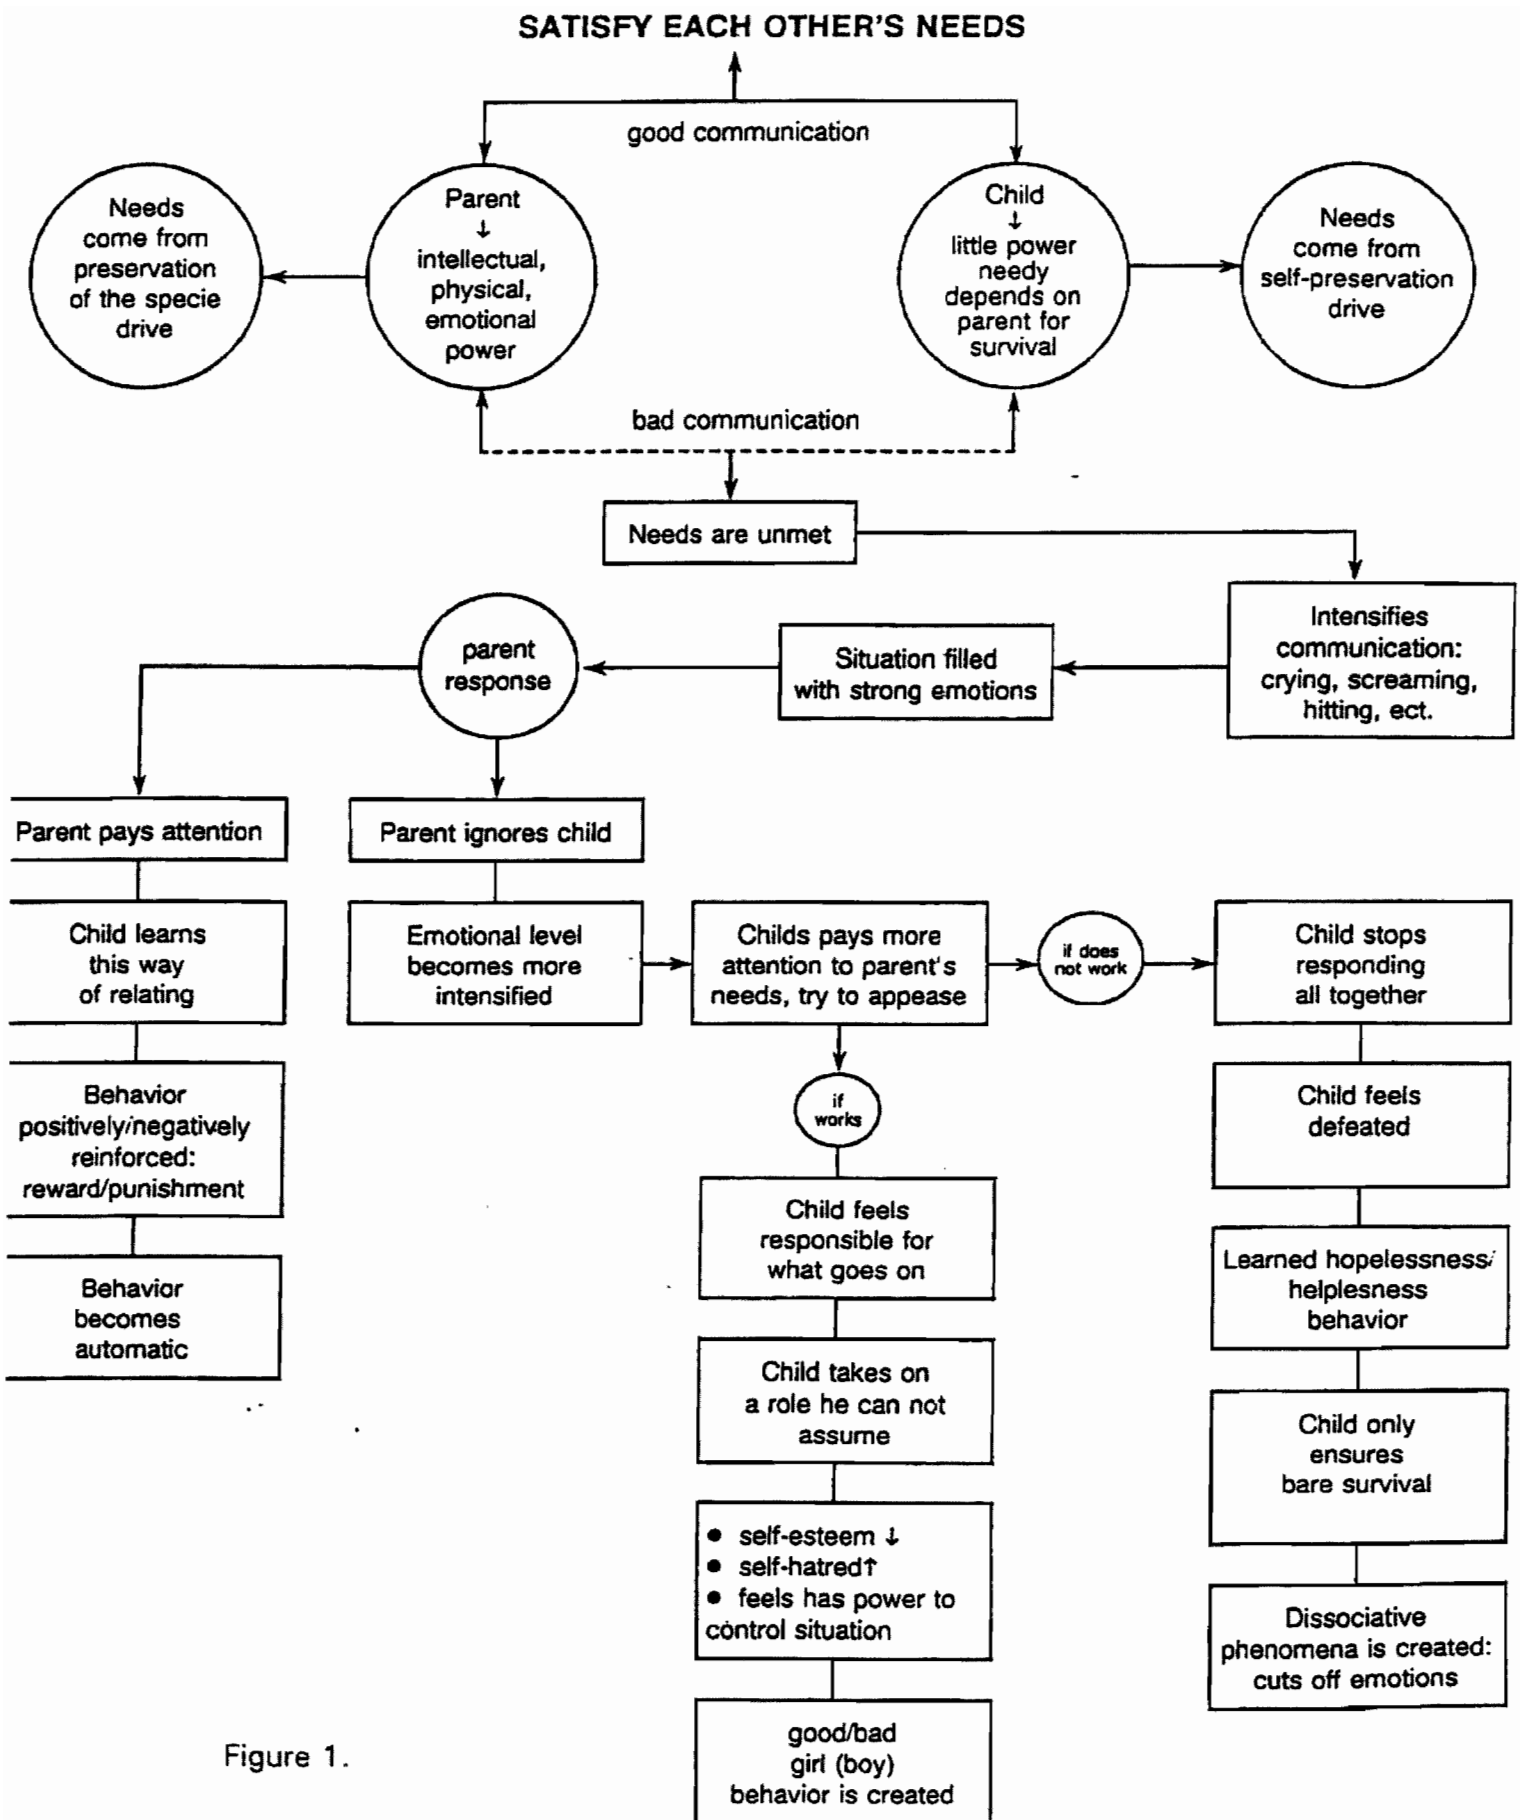 SATISFY EACH OTHER'S NEEDS
good communication
Needs
come from
preservation
of the specie
drive
Parent
↓
intellectual,
physical,
emotional
power
Child
↓
little power
needy
depends on
parent for
survival
Needs
come from
self-preservation
drive
bad communication
Needs are unmet
Intensifies
communication:
crying, screaming,
hitting, ect.
Situation filled
with strong emotions
parent
response
Parent pays attention
Child learns
this way
of relating
Behavior
positively/negatively
reinforced:
reward/punishment
Behavior
becomes
automatic
Parent ignores child
Emotional level
becomes more
intensified
Childs pays more
attention to parent's
needs, try to appease
if does
not work
Child stops
responding
all together
if
works
Child feels
responsible for
what goes on
Child takes on
a role he can not
assume
● self-esteem ↓
● self-hatred↑
● feels has power to
control situation
good/bad
girl (boy)
behavior is created
Child feels
defeated
Learned hopelessness/
helplesness
behavior
Child only
ensures
bare survival
Dissociative
phenomena is created:
cuts off emotions
Figure 1.